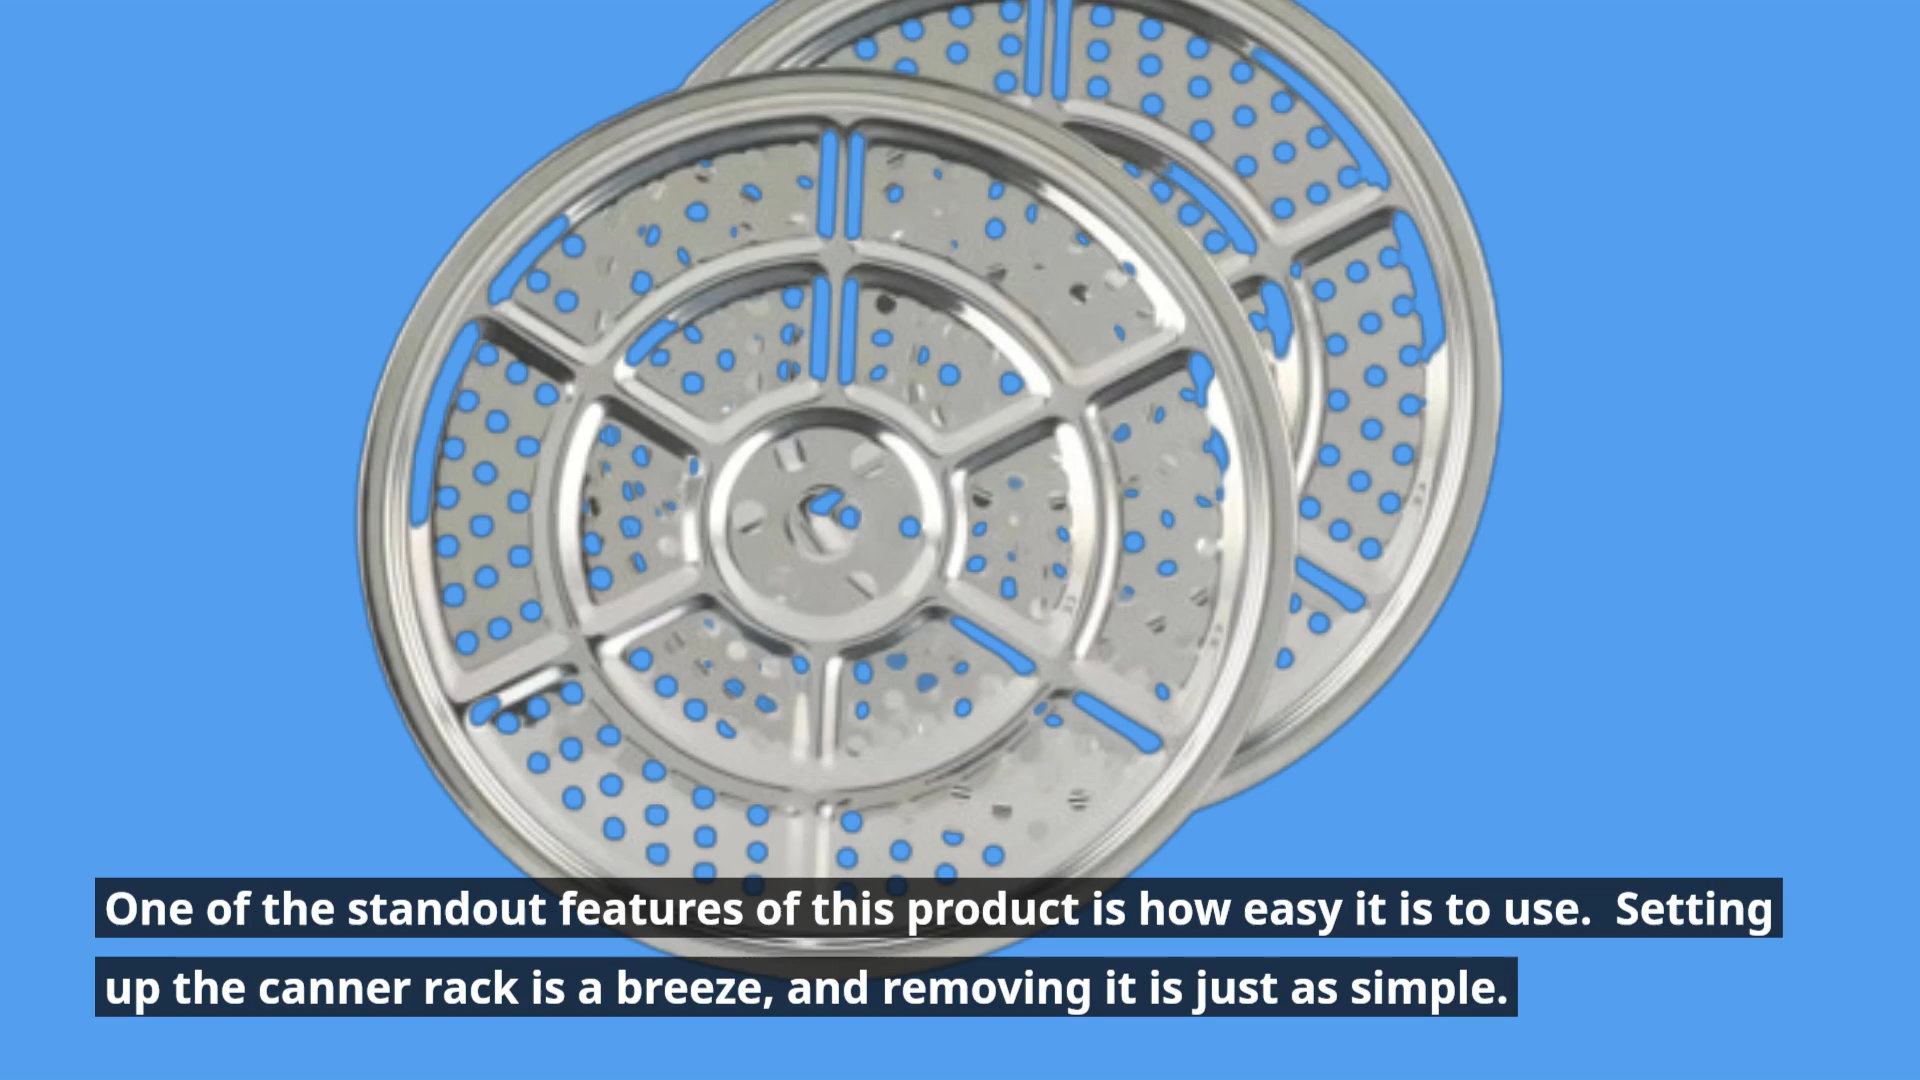 One of the standout features of this product is how easy it is to use.  Setting
up the canner rack is a breeze, and removing it is just as simple.